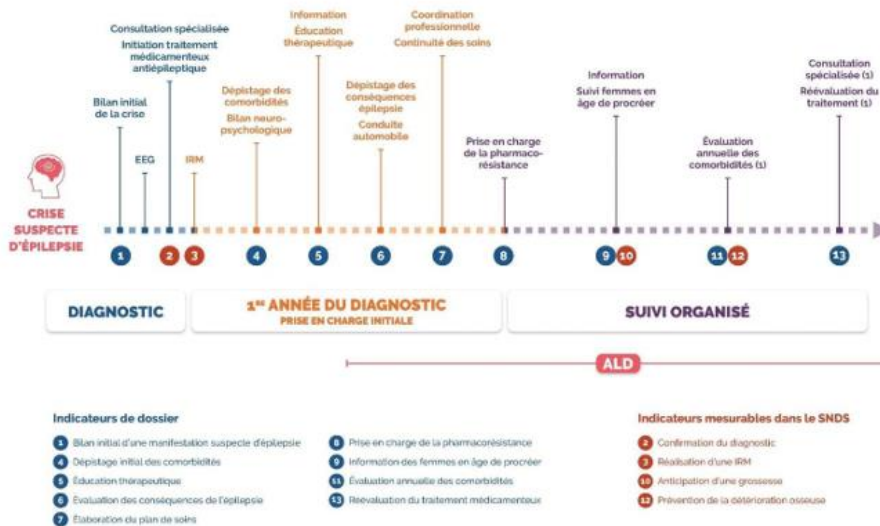 Consultation spécialisée
Initiation traitement
médicamenteux
antiépileptique
Bilan initial
de la crise
EEG
IRM
Dépistage des
comorbidités
Bilan neuro-
psychologique
Information
Éducation
thérapeutique
Dépistage des
conséquences
épilepsie
Conduite
automobile
Coordination
professionnelle
Continuité des soins
Prise en charge
de la pharmaco-
résistance
Information
Suivi femmes en
âge de procréer
Évaluation
annuelle des
comorbidités (1)
Consultation
spécialisée (1)
Réévaluation du
traitement (1)
CRISE
SUSPECTE
D'ÉPILEPSIE
1 2 3 4 5 6 7 8 9 10 11 12 13
DIAGNOSTIC
1re ANNÉE DU DIAGNOSTIC
PRISE EN CHARGE INITIALE
SUIVI ORGANISÉ
ALD
Indicateurs de dossier
1 Bilan initial d'une manifestation suspecte d'épilepsie
4 Dépistage initial des comorbidités
5 Éducation thérapeutique
6 Évaluation des conséquences de l'épilepsie
7 Élaboration du plan de soins
8 Prise en charge de la pharmacorésistance
9 Information des femmes en âge de procréer
11 Évaluation annuelle des comorbidités
13 Réévaluation du traitement médicamenteux
Indicateurs mesurables dans le SNDS
2 Confirmation du diagnostic
3 Réalisation d'une IRM
10 Anticipation d'une grossesse
12 Prévention de la détérioration osseuse